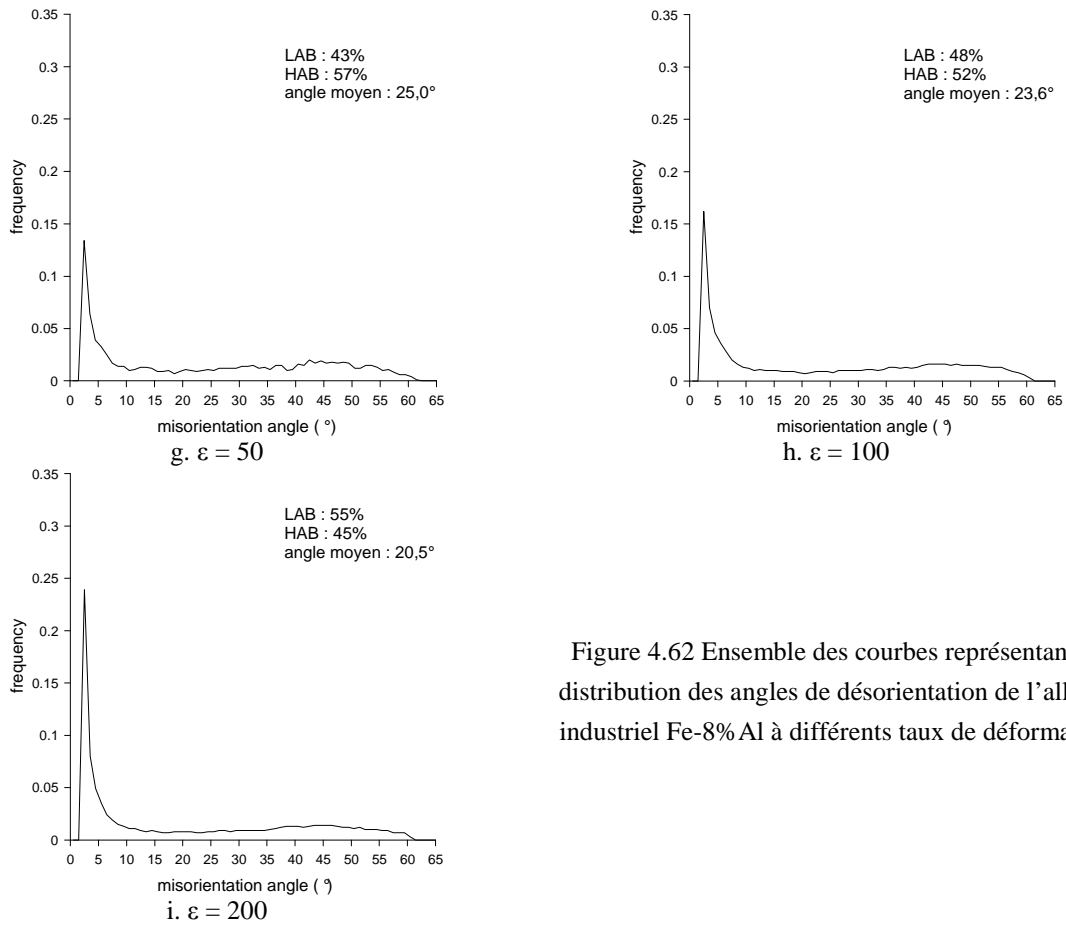 0.35
0.3
0.25
0.2
0.15
0.1
0.05
0
frequency
LAB : 43%
HAB : 57%
angle moyen : 25,0°
0 5 10 15 20 25 30 35 40 45 50 55 60 65
misorientation angle ( °)
g. ε = 50
0.35
0.3
0.25
0.2
0.15
0.1
0.05
0
frequency
LAB : 48%
HAB : 52%
angle moyen : 23,6°
0 5 10 15 20 25 30 35 40 45 50 55 60 65
misorientation angle ( °)
h. ε = 100
0.35
0.3
0.25
0.2
0.15
0.1
0.05
0
frequency
LAB : 55%
HAB : 45%
angle moyen : 20,5°
0 5 10 15 20 25 30 35 40 45 50 55 60 65
misorientation angle ( °)
i. ε = 200
Figure 4.62 Ensemble des courbes représentan
distribution des angles de désorientation de l’all
industriel Fe-8%Al à différents taux de déforma